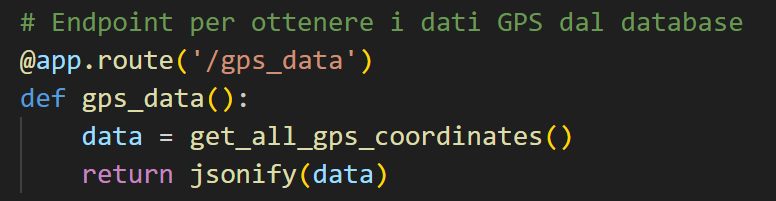 # Endpoint per ottenere i dati GPS dal database
@app.route('/gps_data')
def gps_data():
    data = get_all_gps_coordinates()
    return jsonify(data)